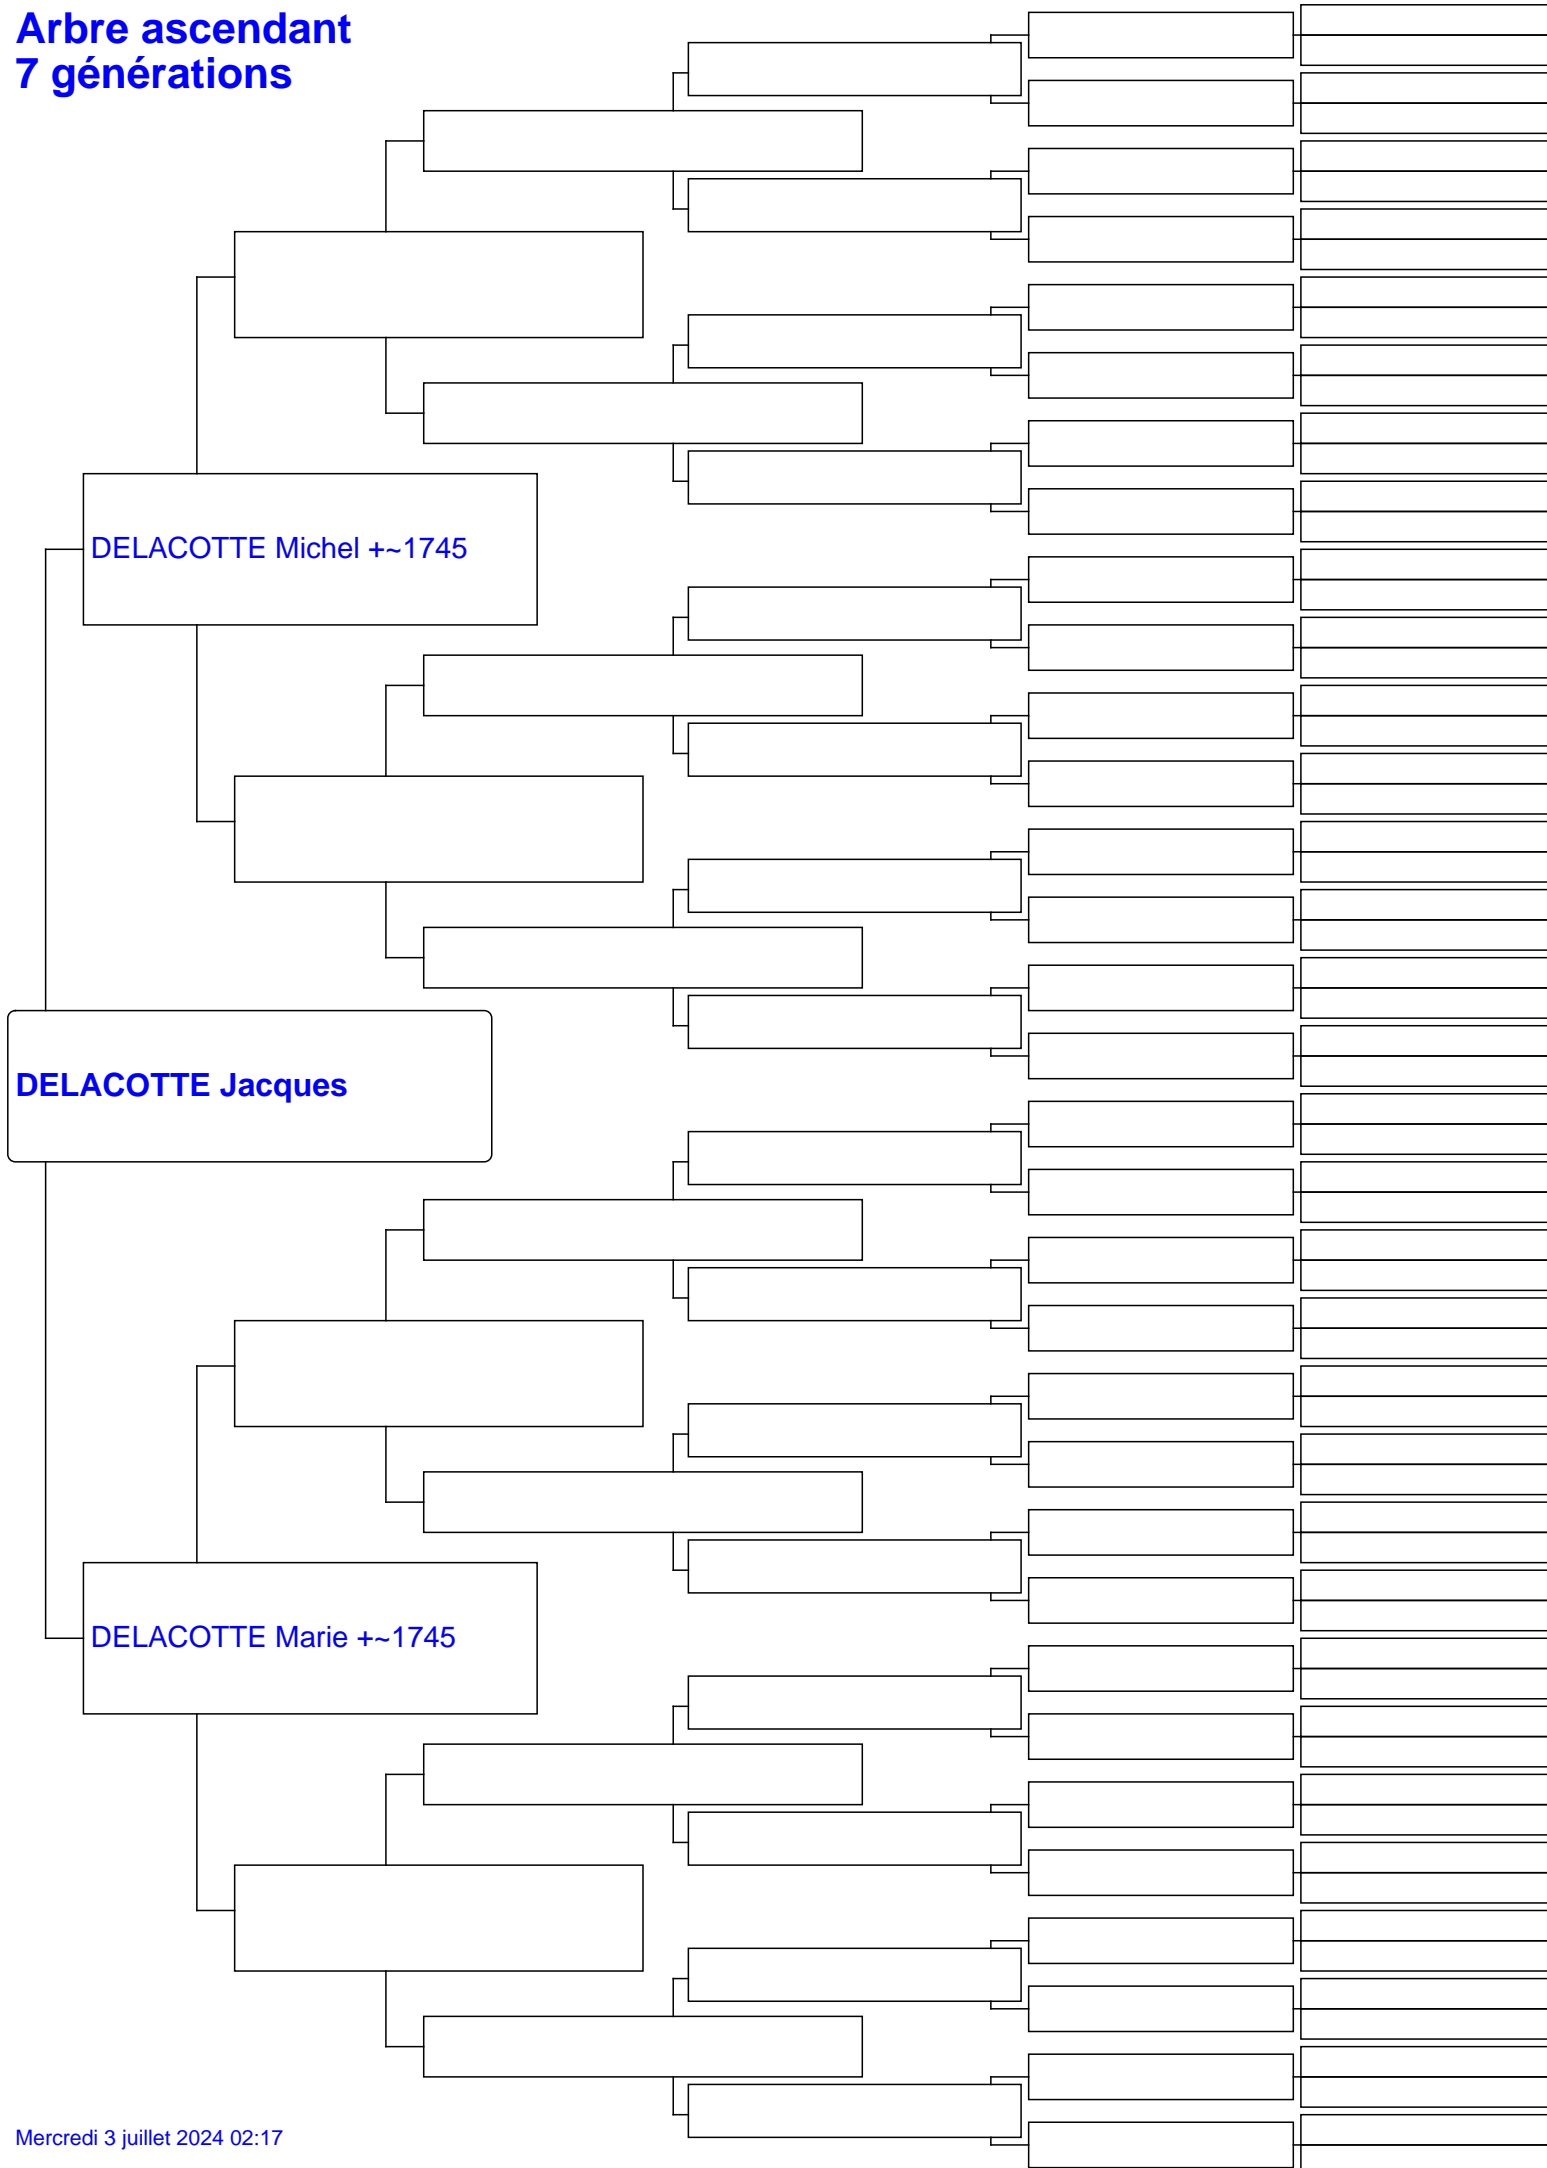 Arbre ascendant
7 générations
DELACOTTE Michel +~1745
DELACOTTE Jacques
DELACOTTE Marie +~1745
Mercredi 3 juillet 2024 02:17